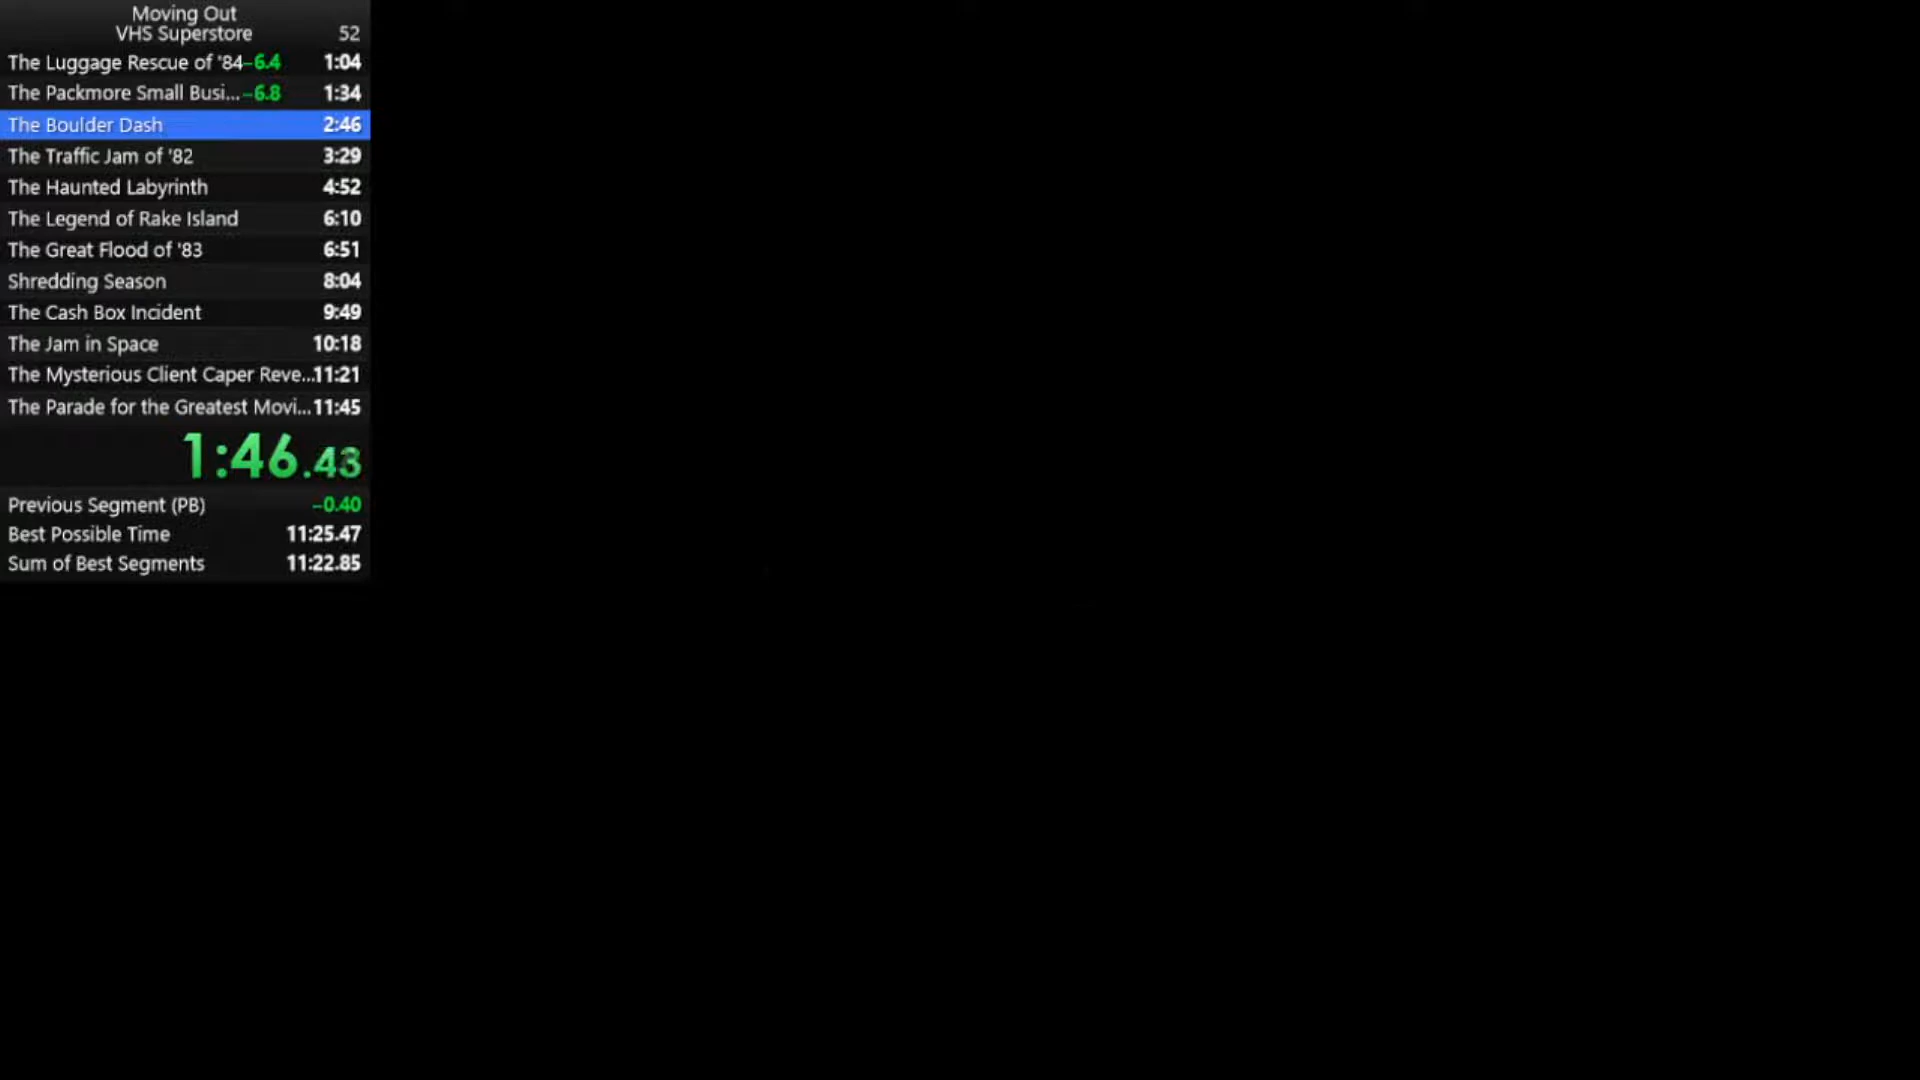 Moving Out
VHS Superstore 52
The Luggage Rescue of '84 −6.4 1:04
The Packmore Small Busi... −6.8 1:34
The Boulder Dash 2:46
The Traffic Jam of '82 3:29
The Haunted Labyrinth 4:52
The Legend of Rake Island 6:10
The Great Flood of '83 6:51
Shredding Season 8:04
The Cash Box Incident 9:49
The Jam in Space 10:18
The Mysterious Client Caper Reve... 11:21
The Parade for the Greatest Movi... 11:45
1:46.43
Previous Segment (PB) −0.40
Best Possible Time 11:25.47
Sum of Best Segments 11:22.85